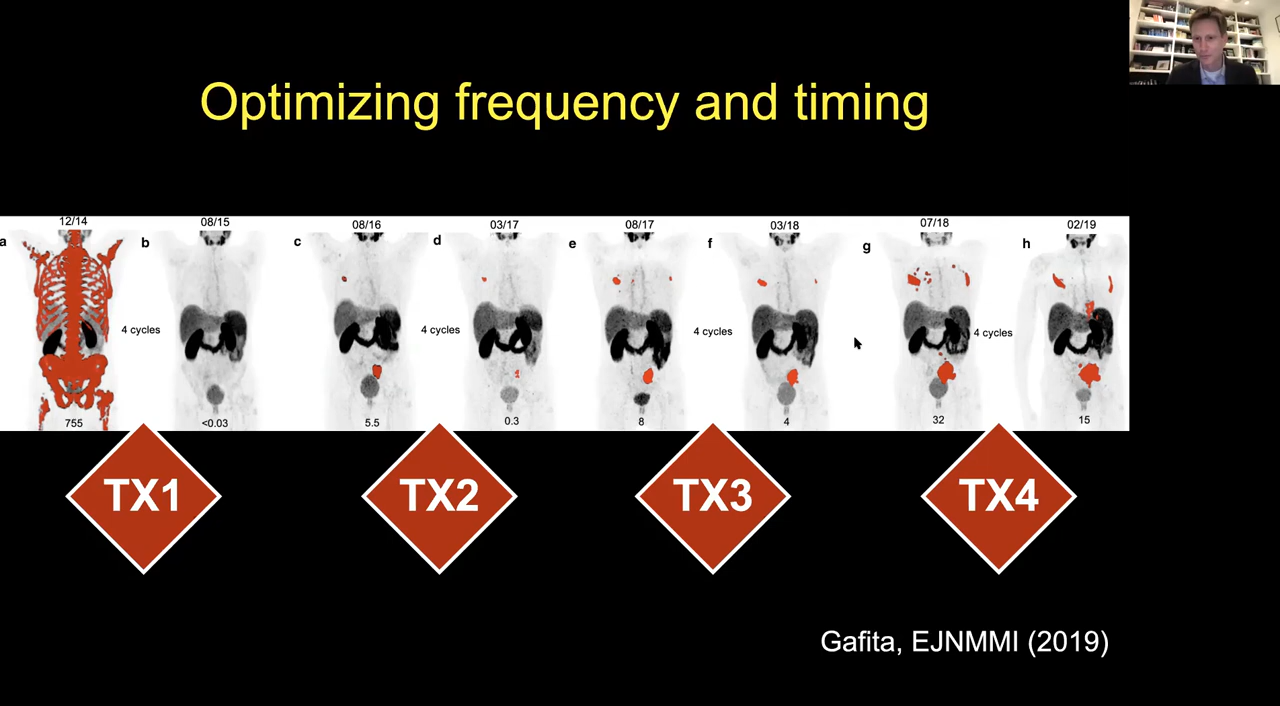 Optimizing frequency and timing
12/14 08/15 08/16 03/17 08/17 03/18 07/18 02/19
a b c d e f g h
4 cycles 4 cycles 4 cycles 4 cycles
755 <0.03 5.5 0.3 8 4 32 15
TX1 TX2 TX3 TX4
Gafita, EJNMMI (2019)